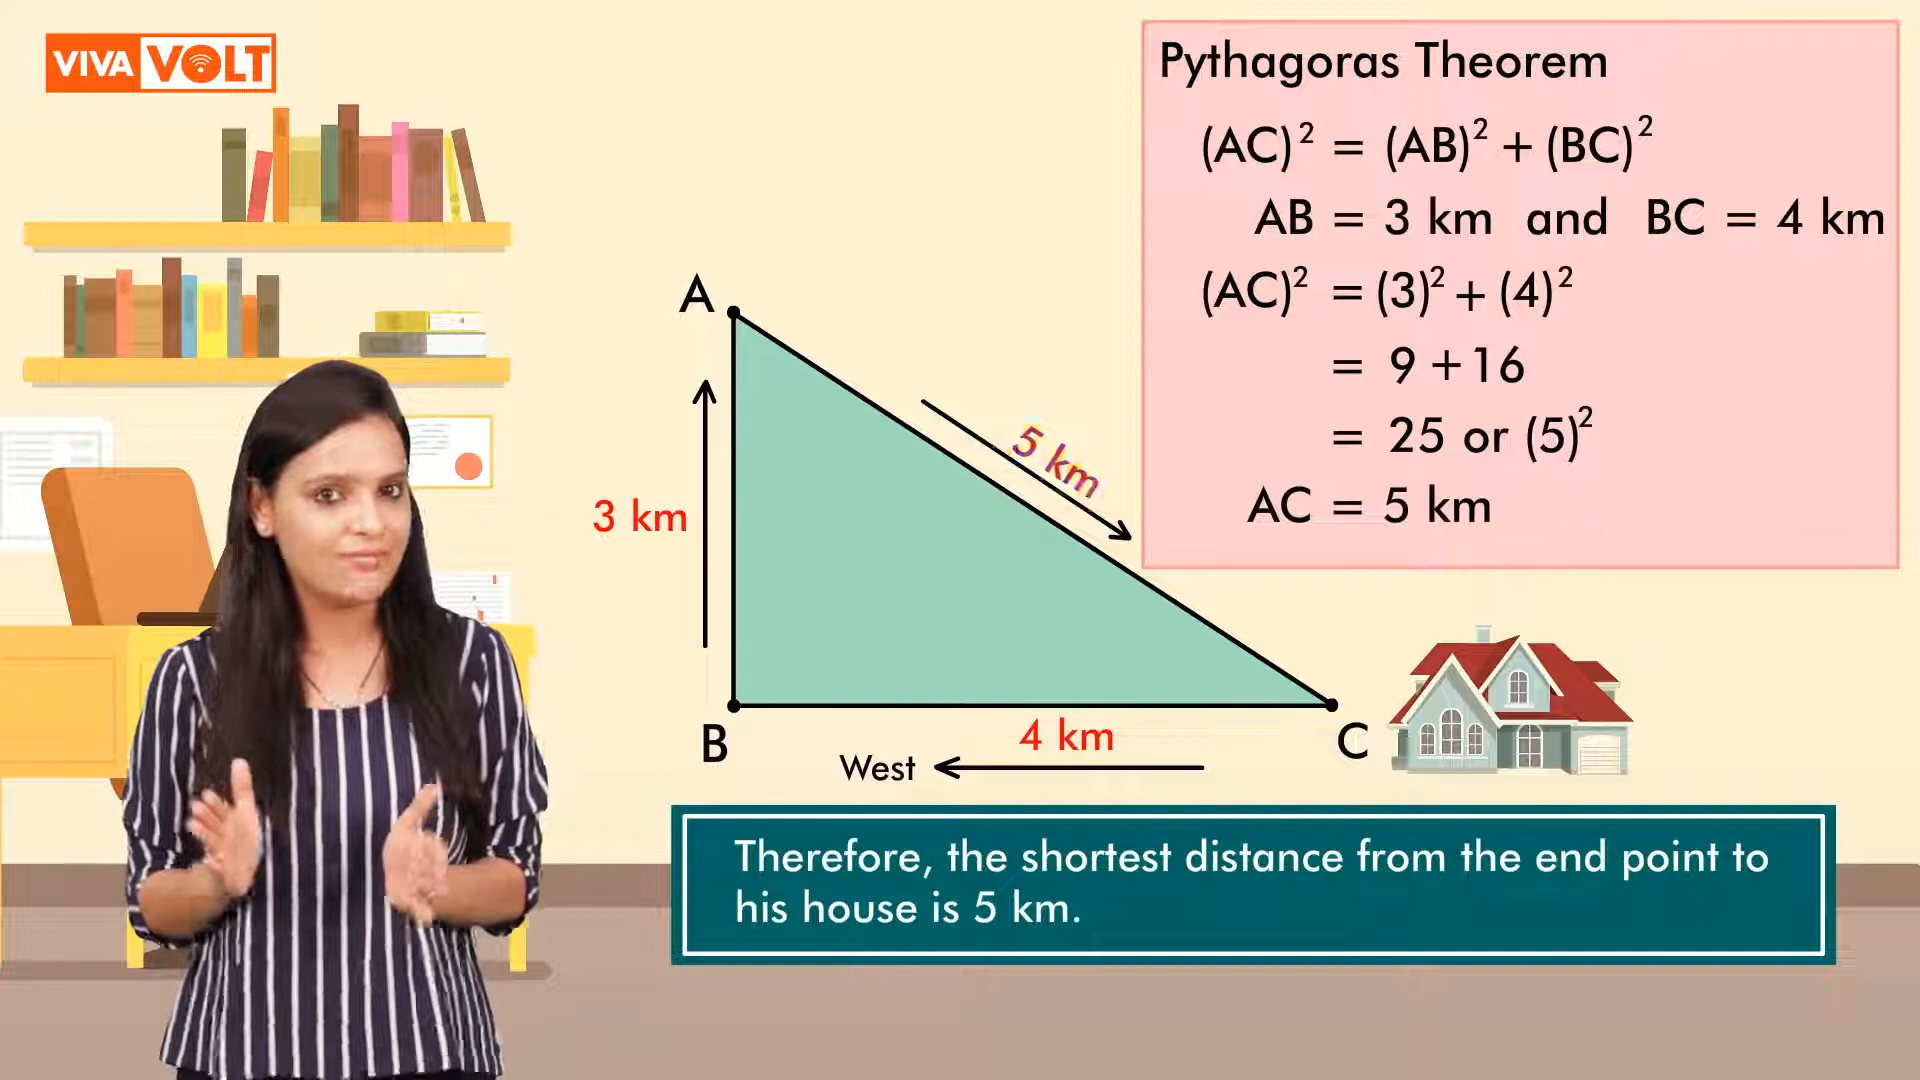 VIVA VOLT
Pythagoras Theorem
(AC)² = (AB)² + (BC)²
AB = 3 km and BC = 4 km
(AC)² = (3)² + (4)²
= 9 + 16
= 25 or (5)²
AC = 5 km
A
5 km
3 km
B
4 km
C
West
Therefore, the shortest distance from the end point to
his house is 5 km.